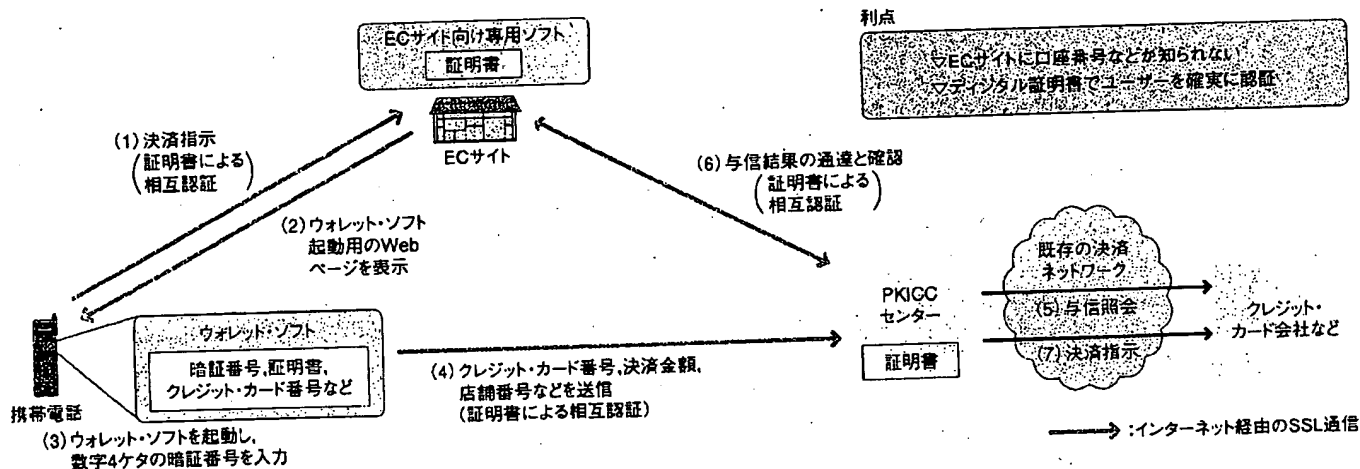 ECサイト向け専用ソフト
証明書
ECサイト
利点
▽ECサイトに口座番号などが知られない
▽ディジタル証明書でユーザーを確実に認証
(1)決済指示
(証明書による
相互認証)
(2)ウォレット・ソフト
起動用のWeb
ページを表示
(6)与信結果の通達と確認
(証明書による
相互認証)
携帯電話
ウォレット・ソフト
暗証番号,証明書,
クレジット・カード番号など
(3)ウォレット・ソフトを起動し,
数字4ケタの暗証番号を入力
(4)クレジット・カード番号,決済金額,
店舗番号などを送信
(証明書による相互認証)
PKICC
センター
証明書
既存の決済
ネットワーク
(5)与信照会
(7)決済指示
クレジット・
カード会社など
:インターネット経由のSSL通信